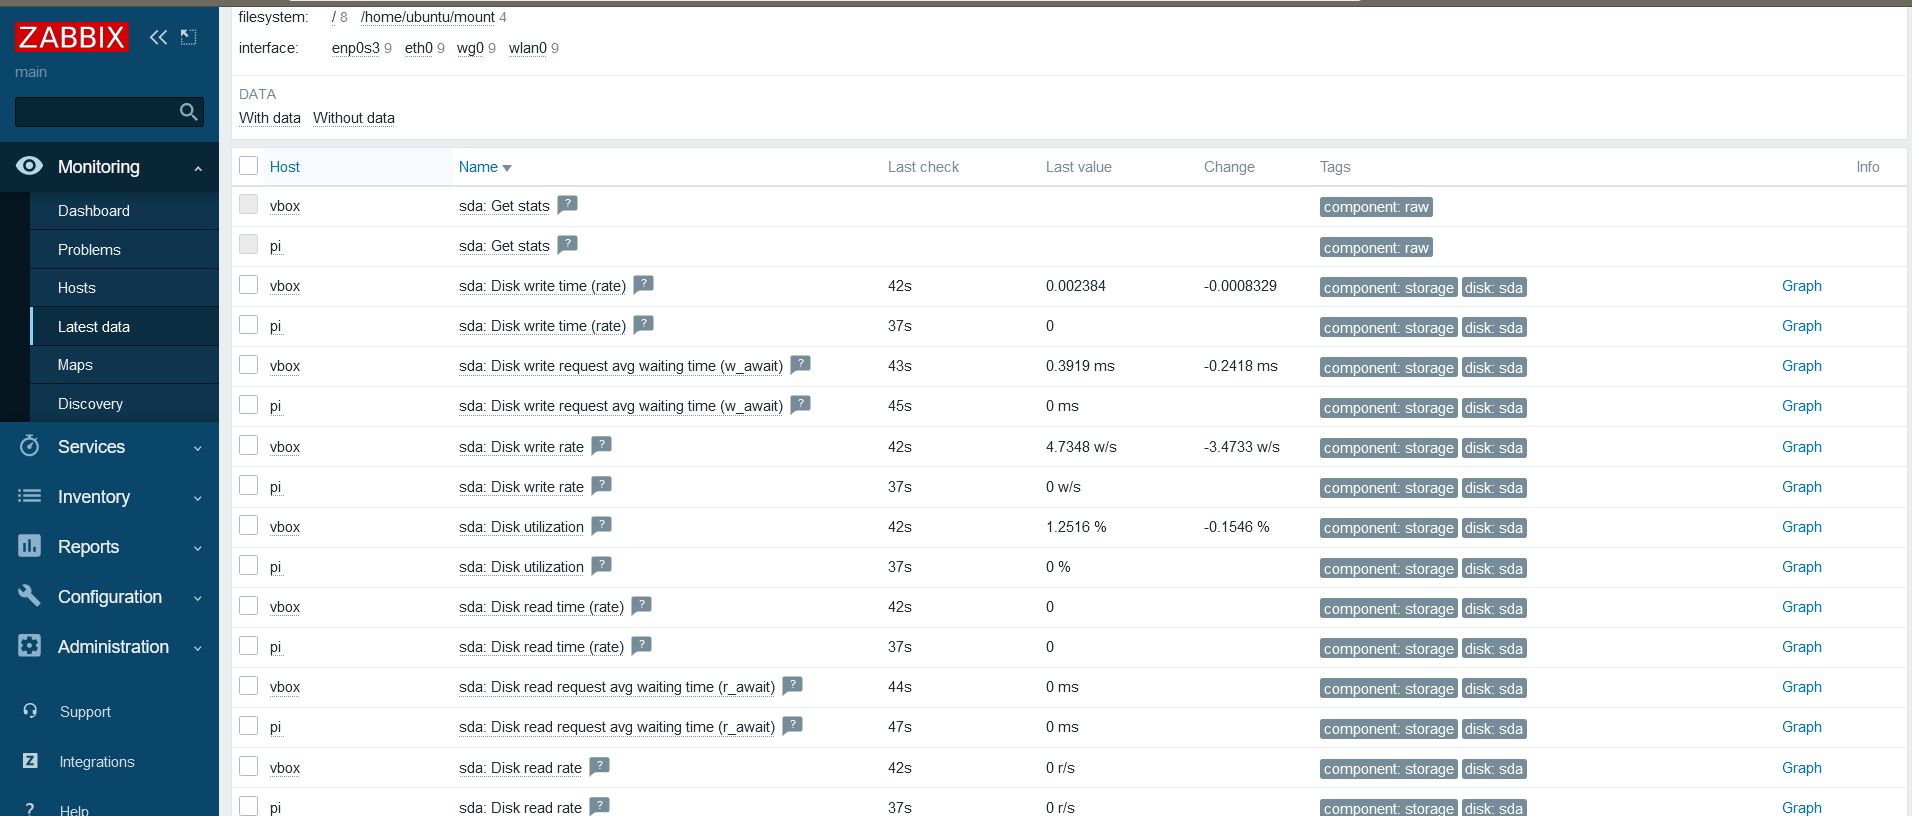 ZABBIX
main
Monitoring
Dashboard
Problems
Hosts
Latest data
Maps
Discovery
Services
Inventory
Reports
Configuration
Administration
Support
Integrations
Help
filesystem: / 8 /home/ubuntu/mount 4
interface: enp0s3 9 eth0 9 wg0 9 wlan0 9
DATA
With data Without data
Host Name Last check Last value Change Tags Info
vbox sda: Get stats ? component: raw
pi sda: Get stats ? component: raw
vbox sda: Disk write time (rate) ? 42s 0.002384 -0.0008329 component: storage disk: sda Graph
pi sda: Disk write time (rate) ? 37s 0 component: storage disk: sda Graph
vbox sda: Disk write request avg waiting time (w_await) ? 43s 0.3919 ms -0.2418 ms component: storage disk: sda Graph
pi sda: Disk write request avg waiting time (w_await) ? 45s 0 ms component: storage disk: sda Graph
vbox sda: Disk write rate ? 42s 4.7348 w/s -3.4733 w/s component: storage disk: sda Graph
pi sda: Disk write rate ? 37s 0 w/s component: storage disk: sda Graph
vbox sda: Disk utilization ? 42s 1.2516 % -0.1546 % component: storage disk: sda Graph
pi sda: Disk utilization ? 37s 0 % component: storage disk: sda Graph
vbox sda: Disk read time (rate) ? 42s 0 component: storage disk: sda Graph
pi sda: Disk read time (rate) ? 37s 0 component: storage disk: sda Graph
vbox sda: Disk read request avg waiting time (r_await) ? 44s 0 ms component: storage disk: sda Graph
pi sda: Disk read request avg waiting time (r_await) ? 47s 0 ms component: storage disk: sda Graph
vbox sda: Disk read rate ? 42s 0 r/s component: storage disk: sda Graph
pi sda: Disk read rate ? 37s 0 r/s component: storage disk: sda Graph